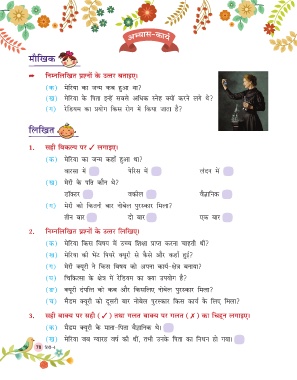 अभ्यास-कार्य
मौखिक
निम्नलिखित प्रश्नों के उत्तर बताइए।
(क) मेरिया का जन्म कब हुआ था?
(ख) मेरिया के पिता इन्हें सबसे अधिक स्नेह क्यों करने लगे थे?
(ग) रेडियम का प्रयोग किस रोग में किया जाता है?
लिखित
1. सही विकल्प पर ✓ लगाइए।
(क) मेरिया का जन्म कहाँ हुआ था?
वारसा में पेरिस में लंदन में
(ख) मेरी के पति कौन थे?
डॉक्टर वकील वैज्ञानिक
(ग) मेरी को कितनी बार नोबेल पुरस्कार मिला?
तीन बार दो बार एक बार
2. निम्नलिखित प्रश्नों के उत्तर लिखिए।
(क) मेरिया किस विषय में उच्च शिक्षा प्राप्त करना चाहती थीं?
(ख) मेरिया की भेंट पियरे क्यूरी से कैसे और कहाँ हुई?
(ग) मेरी क्यूरी ने किस विषय को अपना कार्य-क्षेत्र बनाया?
(घ) चिकित्सा के क्षेत्र में रेडियम का क्या उपयोग है?
(ङ) क्यूरी दंपत्ति को कब और किसलिए नोबेल पुरस्कार मिला?
(च) मैडम क्यूरी को दूसरी बार नोबेल पुरस्कार किस कार्य के लिए मिला?
3. सही वाक्य पर सही (✓) तथा गलत वाक्य पर गलत (✗) का चिह्न लगाइए।
(क) मैडम क्यूरी के माता-पिता वैज्ञानिक थे।
(ख) मेरिया जब ग्यारह वर्ष की थीं, तभी उनके पिता का निधन हो गया।
78